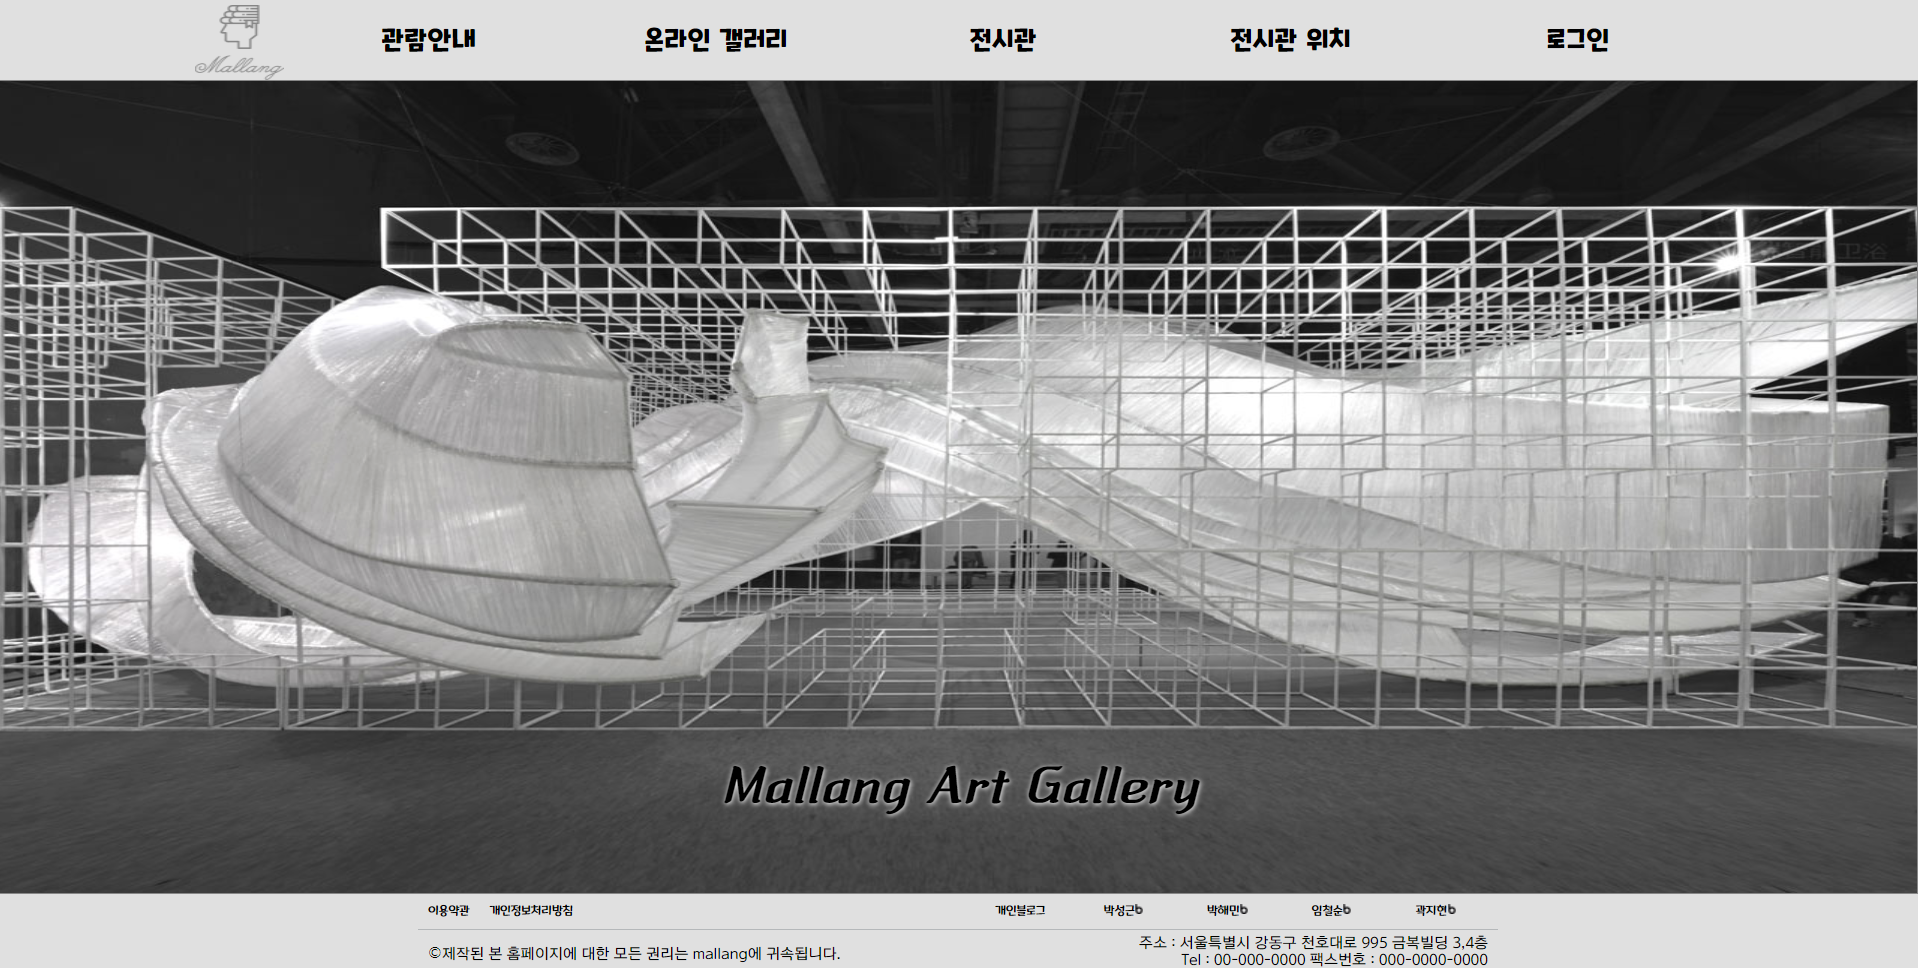 Mallang
관람안내 온라인 갤러리 전시관 전시관 위치 로그인
卫浴
Mallang Art Gallery
이용약관 개인정보처리방침 개인블로그 박성근b 박해민b 임철순b 곽지현b
©제작된 본 홈페이지에 대한 모든 권리는 mallang에 귀속됩니다.
주소 : 서울특별시 강동구 천호대로 995 금복빌딩 3,4층
Tel : 00-000-0000 팩스번호 : 000-0000-0000